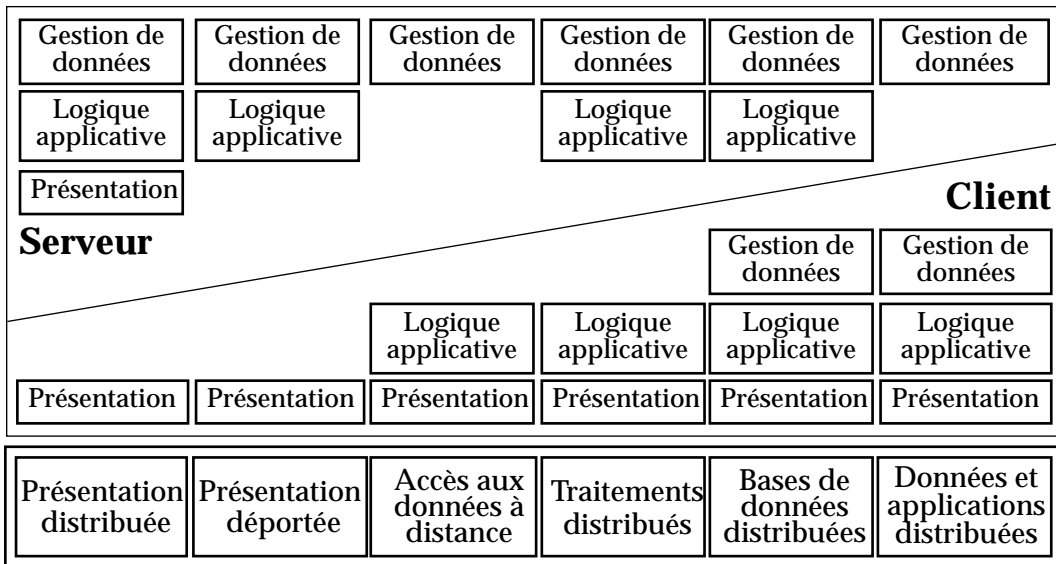 Gestion de données
Gestion de données
Gestion de données
Gestion de données
Gestion de données
Gestion de données
Logique applicative
Logique applicative
Logique applicative
Logique applicative
Présentation
Client
Serveur
Gestion de données
Gestion de données
Logique applicative
Logique applicative
Logique applicative
Logique applicative
Présentation
Présentation
Présentation
Présentation
Présentation
Présentation
Présentation distribuée
Présentation déportée
Accès aux données à distance
Traitements distribués
Bases de données distribuées
Données et applications distribuées